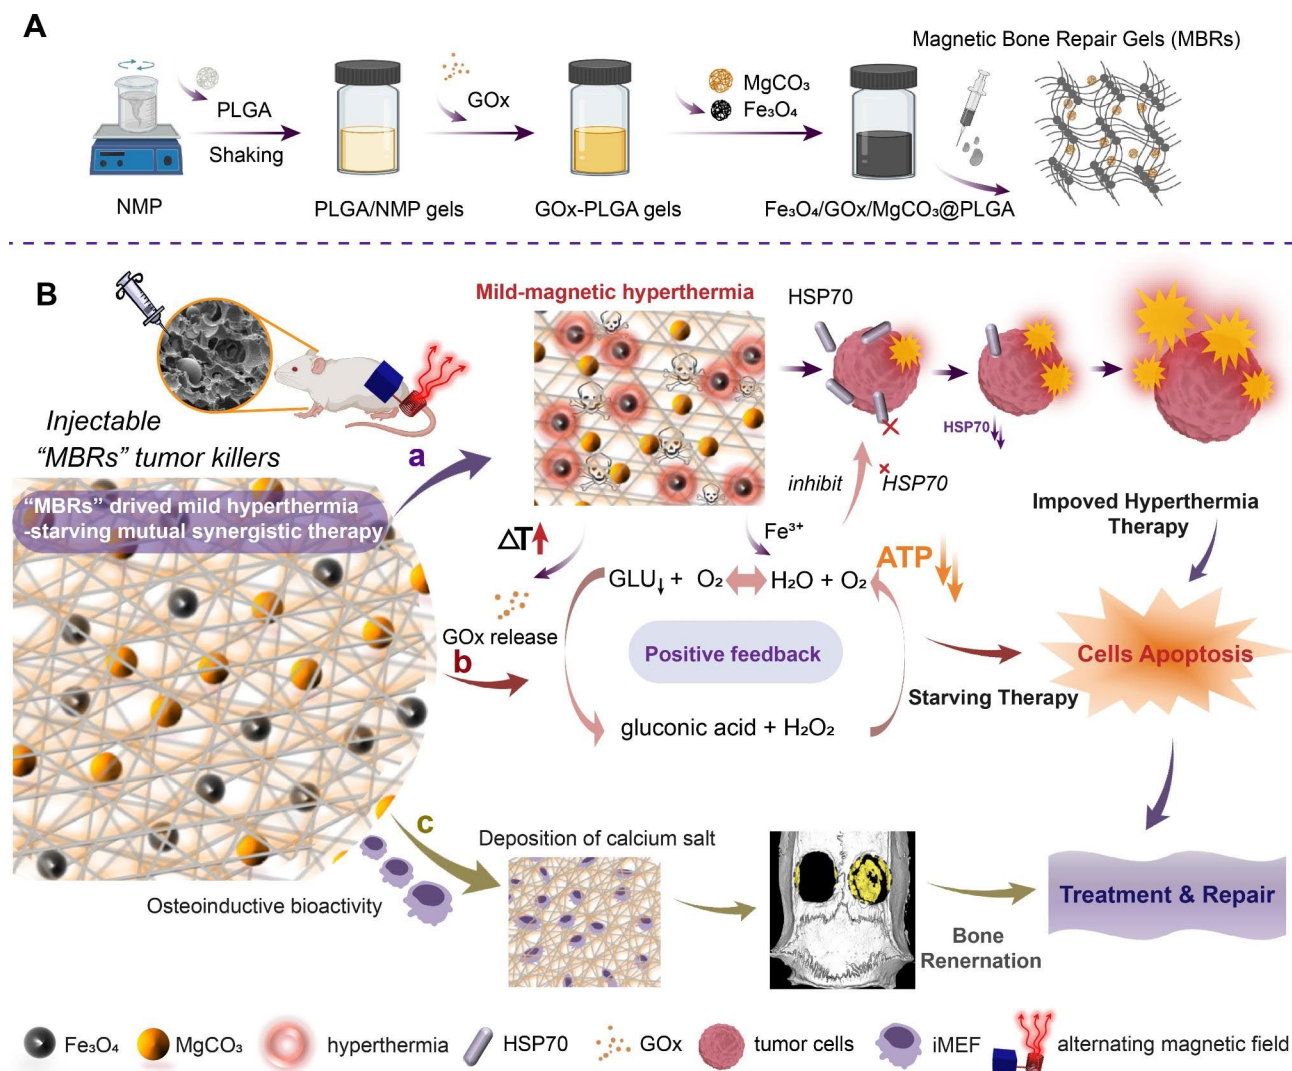 A
Magnetic Bone Repair Gels (MBRs)
PLGA
Shaking
GOx
MgCO₃
Fe₃O₄
NMP
PLGA/NMP gels
GOx-PLGA gels
Fe₃O₄/GOx/MgCO₃@PLGA
B
Injectable
“MBRs” tumor killers
“MBRs” drived mild hyperthermia
-starving mutual synergistic therapy
a
Mild-magnetic hyperthermia
HSP70
HSP70
inhibit
HSP70
Impoved Hyperthermia
Therapy
ΔT
Fe³⁺
ATP
GLU + O₂
H₂O + O₂
GOx release
b
Positive feedback
gluconic acid + H₂O₂
Starving Therapy
Cells Apoptosis
c
Osteoinductive bioactivity
Deposition of calcium salt
Bone
Renernation
Treatment & Repair
Fe₃O₄
MgCO₃
hyperthermia
HSP70
GOx
tumor cells
iMEF
alternating magnetic field